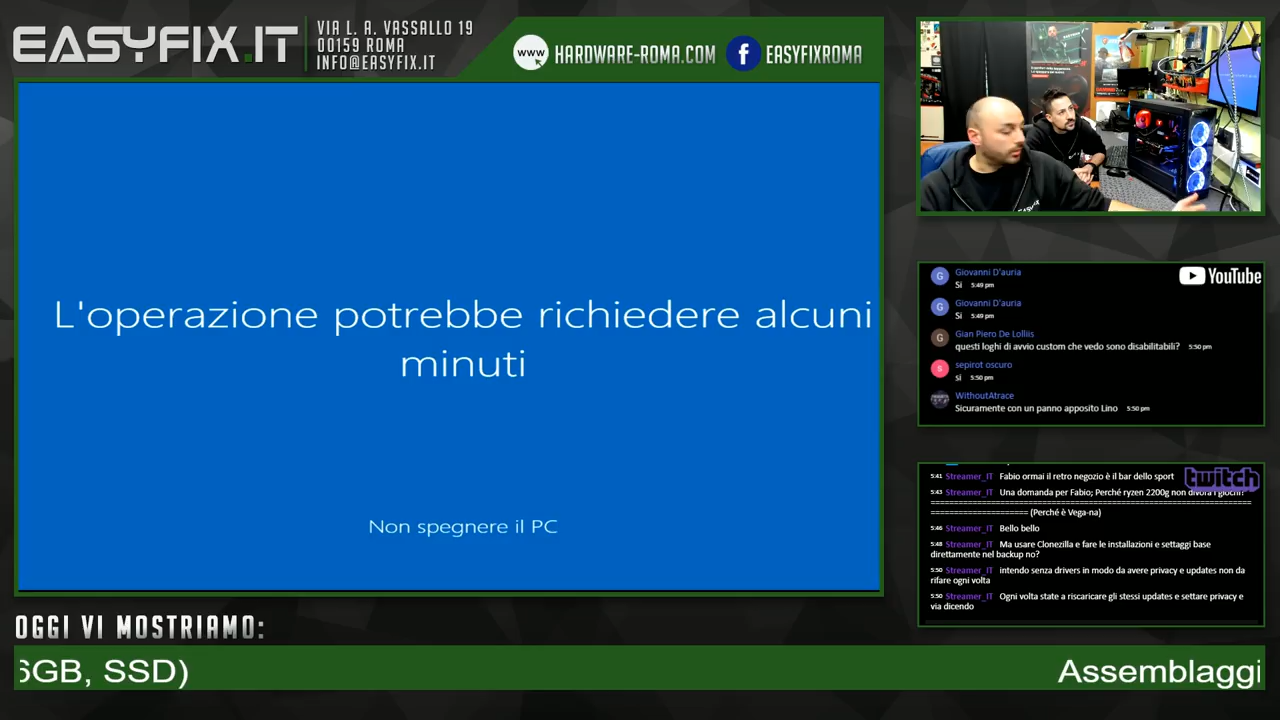 EASYFIX.IT
VIA L. A. VASSALLO 19
00159 ROMA
INFO@EASYFIX.IT
www
HARDWARE-ROMA.COM
f
EASYFIXROMA
L'operazione potrebbe richiedere alcuni
minuti
Non spegnere il PC
YouTube
G
Giovanni D'auria
Si 5:49 pm
G
Giovanni D'auria
Si 5:49 pm
G
Gian Piero De Lolliis
questi loghi di avvio custom che vedo sono disabilitabili? 5:50 pm
s
sepirot oscuro
si 5:50 pm
WithoutAtrace
Sicuramente con un panno apposito Lino 5:50 pm
twitch
5:41 Streamer_IT Fabio ormai il retro negozio è il bar dello sport
5:43 Streamer_IT Una domanda per Fabio; Perché ryzen 2200g non divora i giochi?
(Perché è Vega-na)
5:46 Streamer_IT Bello bello
5:48 Streamer_IT Ma usare Clonezilla e fare le installazioni e settaggi base
direttamente nel backup no?
5:50 Streamer_IT intendo senza drivers in modo da avere privacy e updates non da
rifare ogni volta
5:50 Streamer_IT Ogni volta state a riscaricare gli stessi updates e settare privacy e
via dicendo
OGGI VI MOSTRIAMO:
GB, SSD) Assemblaggi